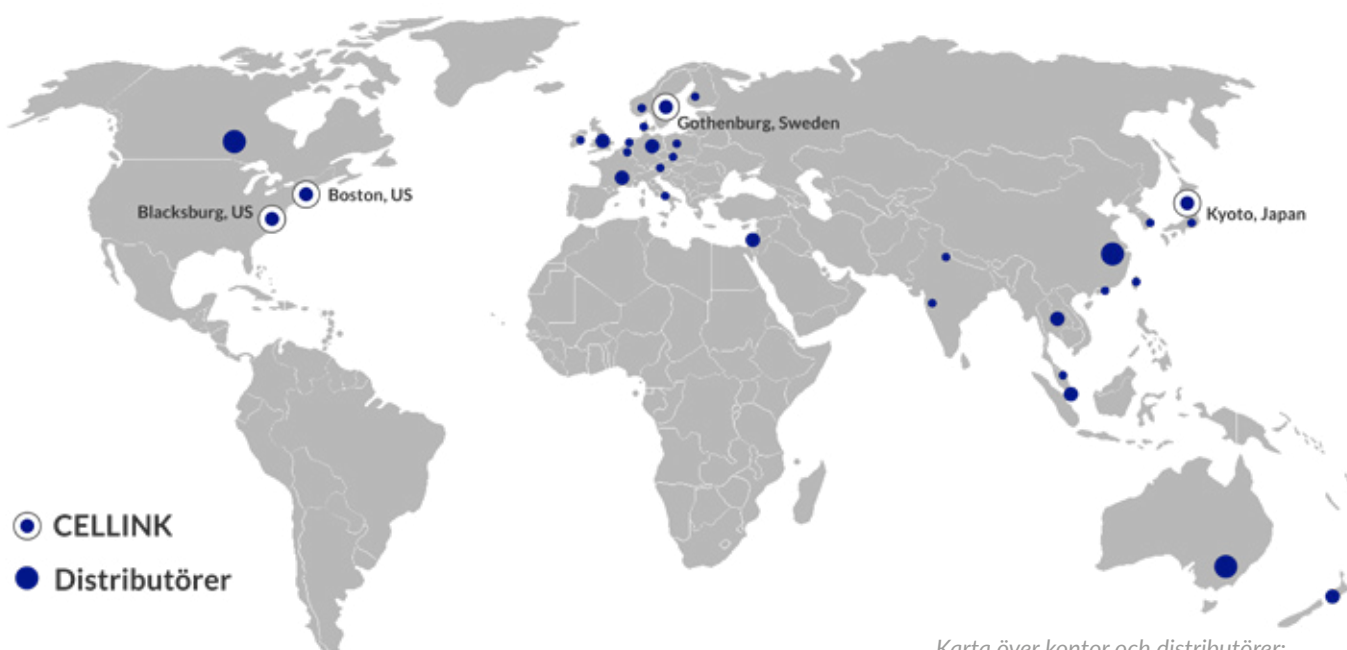 Gothenburg, Sweden
Boston, US
Blacksburg, US
Kyoto, Japan
CELLINK
Distributörer
Karta över kontor och distributörer: